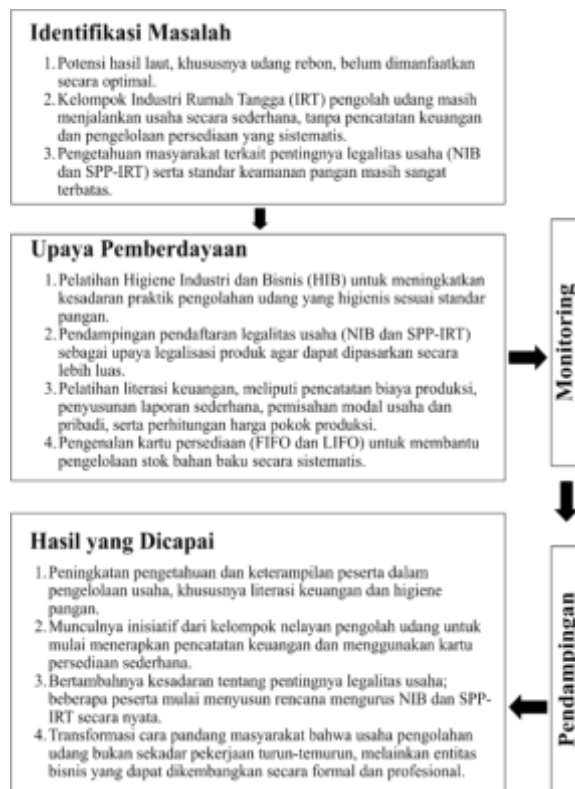 Identifikasi Masalah
1. Potensi hasil laut, khususnya udang rebon, belum dimanfaatkan
secara optimal.
2. Kelompok Industri Rumah Tangga (IRT) pengolah udang masih
menjalankan usaha secara sederhana, tanpa pencatatan keuangan
dan pengelolaan persediaan yang sistematis.
3. Pengetahuan masyarakat terkait pentingnya legalitas usaha (NIB
dan SPP-IRT) serta standar keamanan pangan masih sangat
terbatas.
Upaya Pemberdayaan
1. Pelatihan Higiene Industri dan Bisnis (HIB) untuk meningkatkan
kesadaran praktik pengolahan udang yang higienis sesuai standar
pangan.
2. Pendampingan pendaftaran legalitas usaha (NIB dan SPP-IRT)
sebagai upaya legalisasi produk agar dapat dipasarkan secara
lebih luas.
3. Pelatihan literasi keuangan, meliputi pencatatan biaya produksi,
penyusunan laporan sederhana, pemisahan modal usaha dan
pribadi, serta perhitungan harga pokok produksi.
4. Pengenalan kartu persediaan (FIFO dan LIFO) untuk membantu
pengelolaan stok bahan baku secara sistematis.
Monitoring
Pendampingan
Hasil yang Dicapai
1. Peningkatan pengetahuan dan keterampilan peserta dalam
pengelolaan usaha, khususnya literasi keuangan dan higiene
pangan.
2. Munculnya inisiatif dari kelompok nelayan pengolah udang untuk
mulai menerapkan pencatatan keuangan dan menggunakan kartu
persediaan sederhana.
3. Bertambahnya kesadaran tentang pentingnya legalitas usaha;
beberapa peserta mulai menyusun rencana mengurus NIB dan SPP-
IRT secara nyata.
4. Transformasi cara pandang masyarakat bahwa usaha pengolahan
udang bukan sekadar pekerjaan turun-temurun, melainkan entitas
bisnis yang dapat dikembangkan secara formal dan profesional.